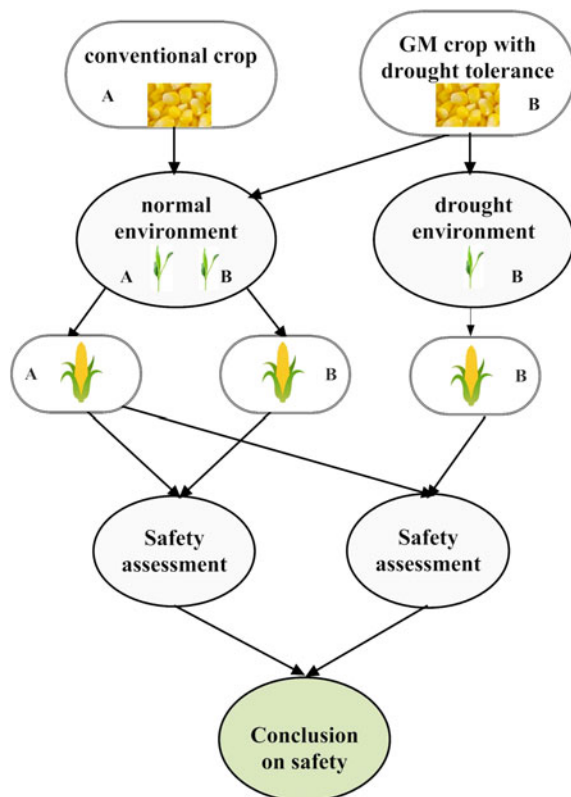 conventional crop
A
GM crop with
drought tolerance
B
normal
environment
A B
drought
environment
B
A
B
B
Safety
assessment
Safety
assessment
Conclusion
on safety